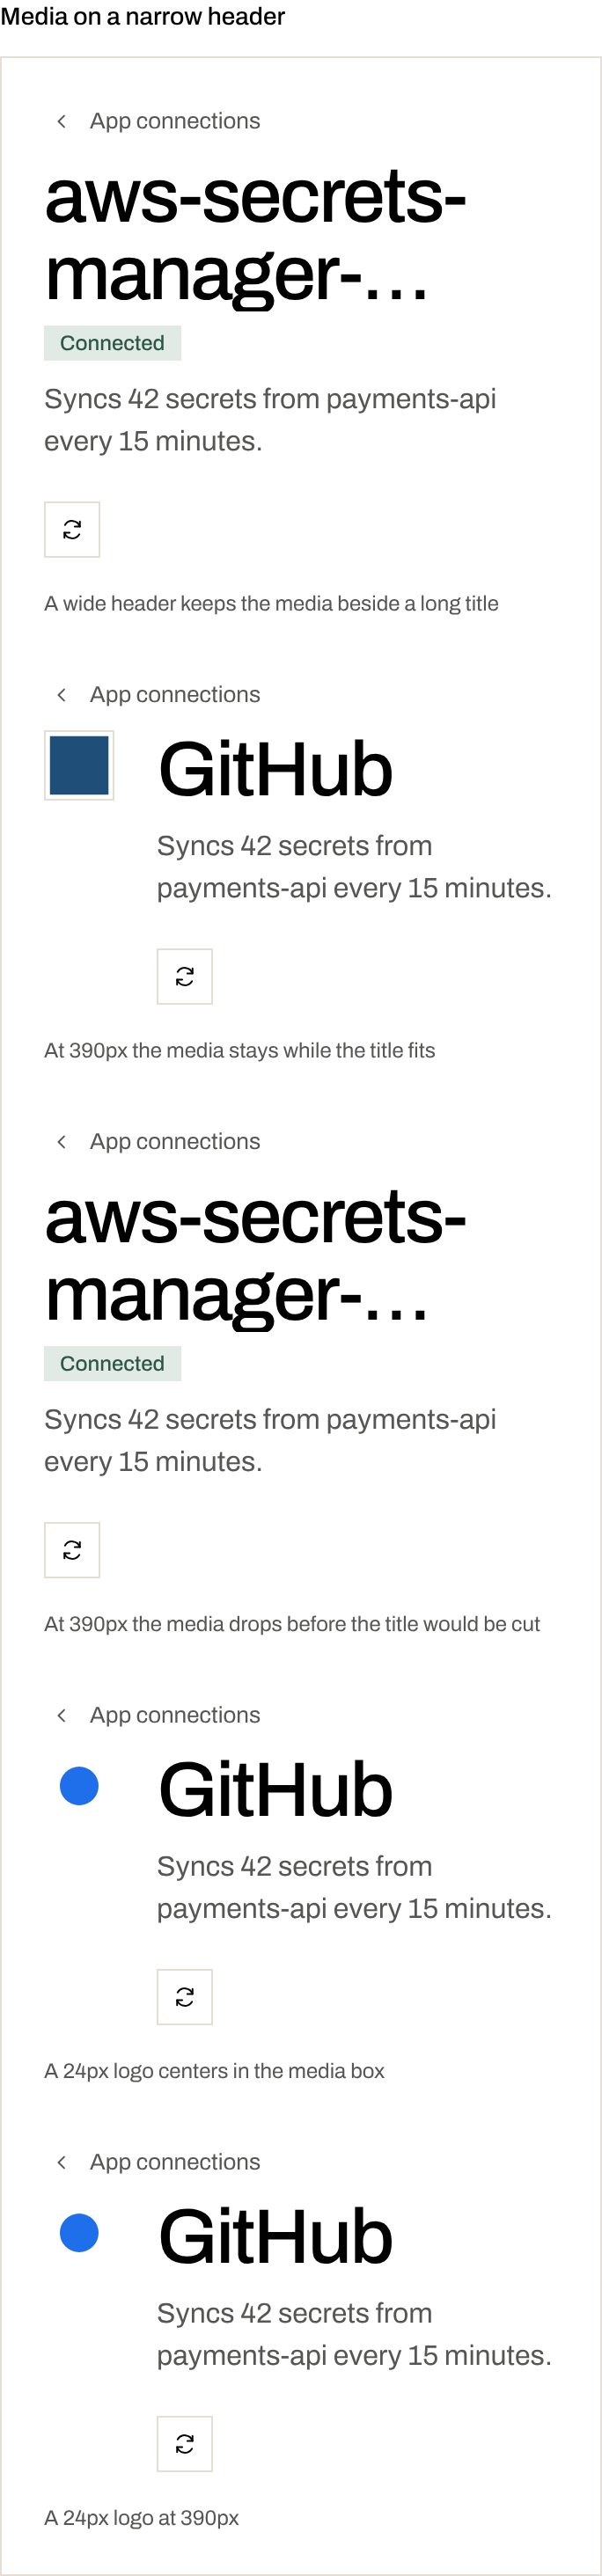 Media on a narrow header
App connections
aws-secrets-
manager-...
Connected
Syncs 42 secrets from payments-api
every 15 minutes.
A wide header keeps the media beside a long title
App connections
GitHub
Syncs 42 secrets from
payments-api every 15 minutes.
At 390px the media stays while the title fits
App connections
aws-secrets-
manager-...
Connected
Syncs 42 secrets from payments-api
every 15 minutes.
At 390px the media drops before the title would be cut
App connections
GitHub
Syncs 42 secrets from
payments-api every 15 minutes.
A 24px logo centers in the media box
App connections
GitHub
Syncs 42 secrets from
payments-api every 15 minutes.
A 24px logo at 390px